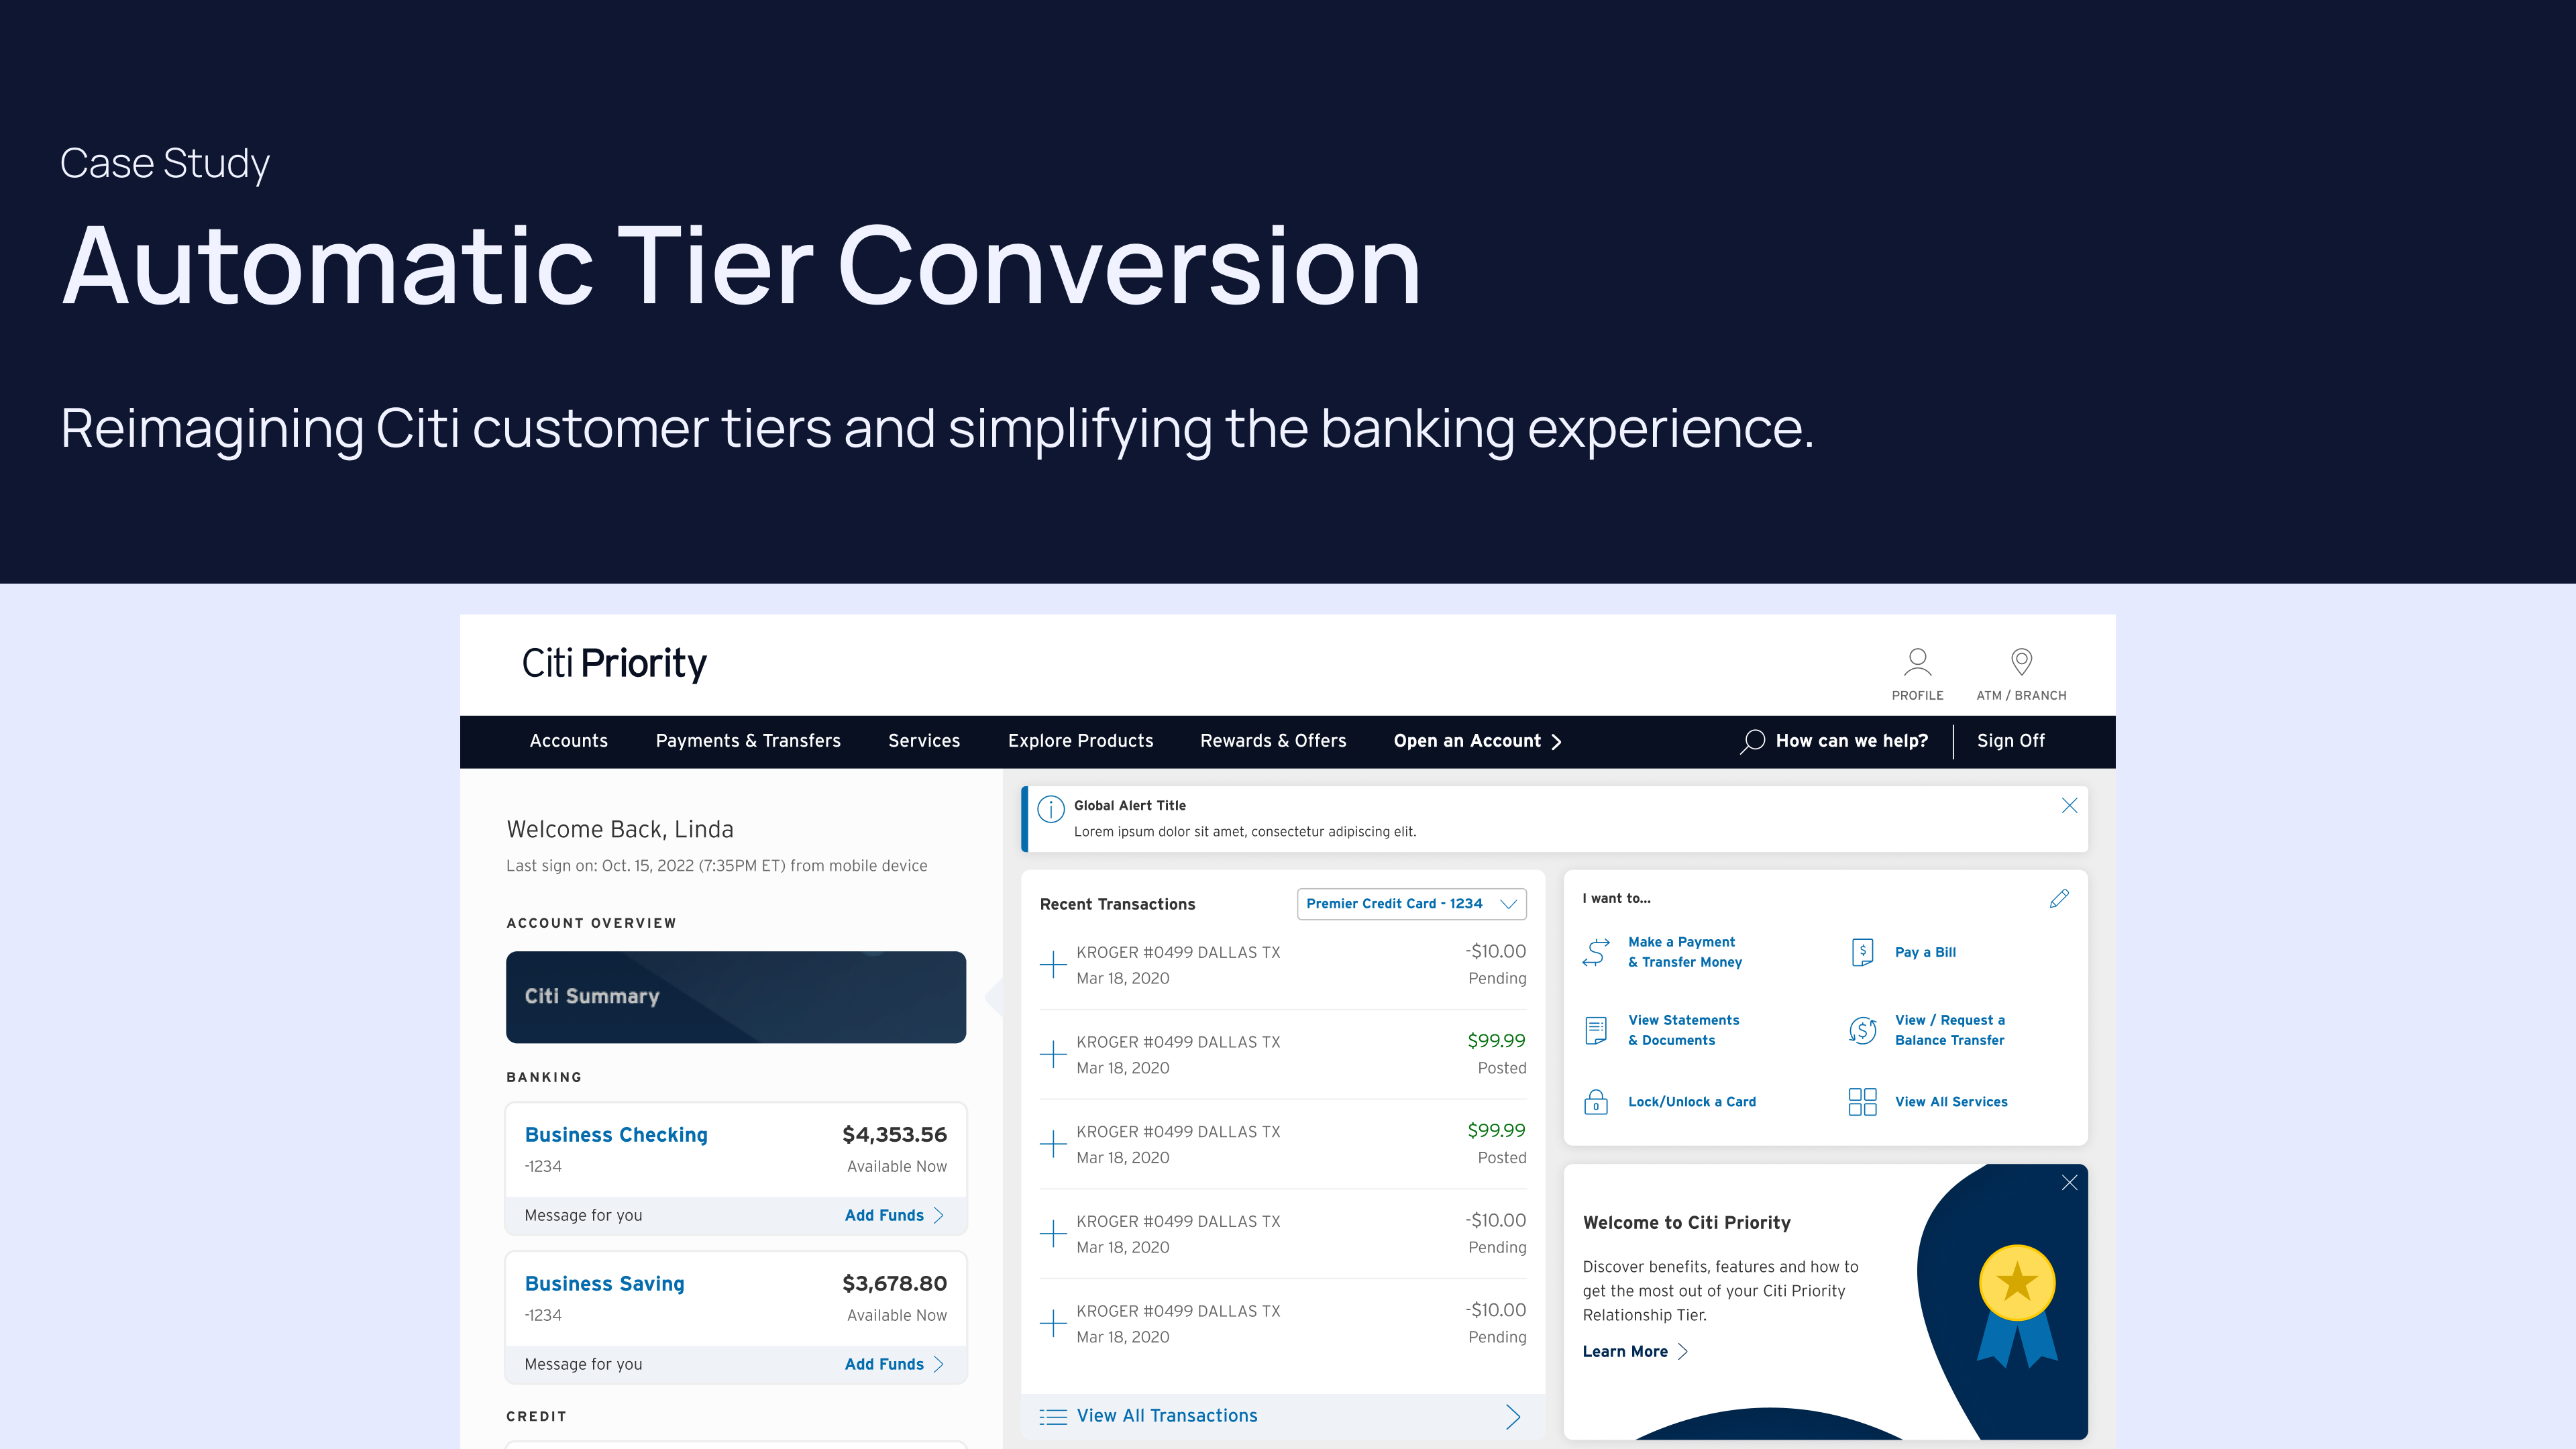 Case Study
Automatic Tier Conversion
Reimagining Citi customer tiers and simplifying the banking experience.
Citi Priority
PROFILE
ATM / BRANCH
Accounts
Payments & Transfers
Services
Explore Products
Rewards & Offers
Open an Account
How can we help?
Sign Off
Welcome Back, Linda
Last sign on: Oct. 15, 2022 (7:35PM ET) from mobile device
ACCOUNT OVERVIEW
Citi Summary
BANKING
Business Checking
$4,353.56
-1234
Available Now
Message for you
Add Funds
Business Saving
$3,678.80
-1234
Available Now
Message for you
Add Funds
CREDIT
Global Alert Title
Lorem ipsum dolor sit amet, consectetur adipiscing elit.
Recent Transactions
Premier Credit Card - 1234
KROGER #0499 DALLAS TX
-$10.00
Mar 18, 2020
Pending
KROGER #0499 DALLAS TX
$99.99
Mar 18, 2020
Posted
KROGER #0499 DALLAS TX
$99.99
Mar 18, 2020
Posted
KROGER #0499 DALLAS TX
-$10.00
Mar 18, 2020
Pending
KROGER #0499 DALLAS TX
-$10.00
Mar 18, 2020
Pending
View All Transactions
I want to...
Make a Payment
& Transfer Money
Pay a Bill
View Statements
& Documents
View / Request a
Balance Transfer
Lock/Unlock a Card
View All Services
Welcome to Citi Priority
Discover benefits, features and how to
get the most out of your Citi Priority
Relationship Tier.
Learn More